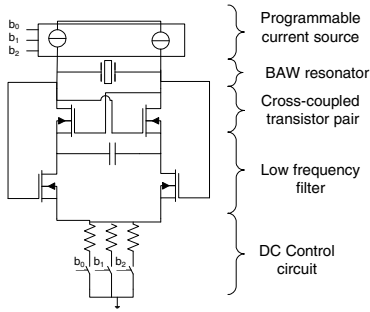 b₀
b₁
b₂
Programmable
current source
BAW resonator
Cross-coupled
transistor pair
Low frequency
filter
b₀ b₁ b₂
DC Control
circuit